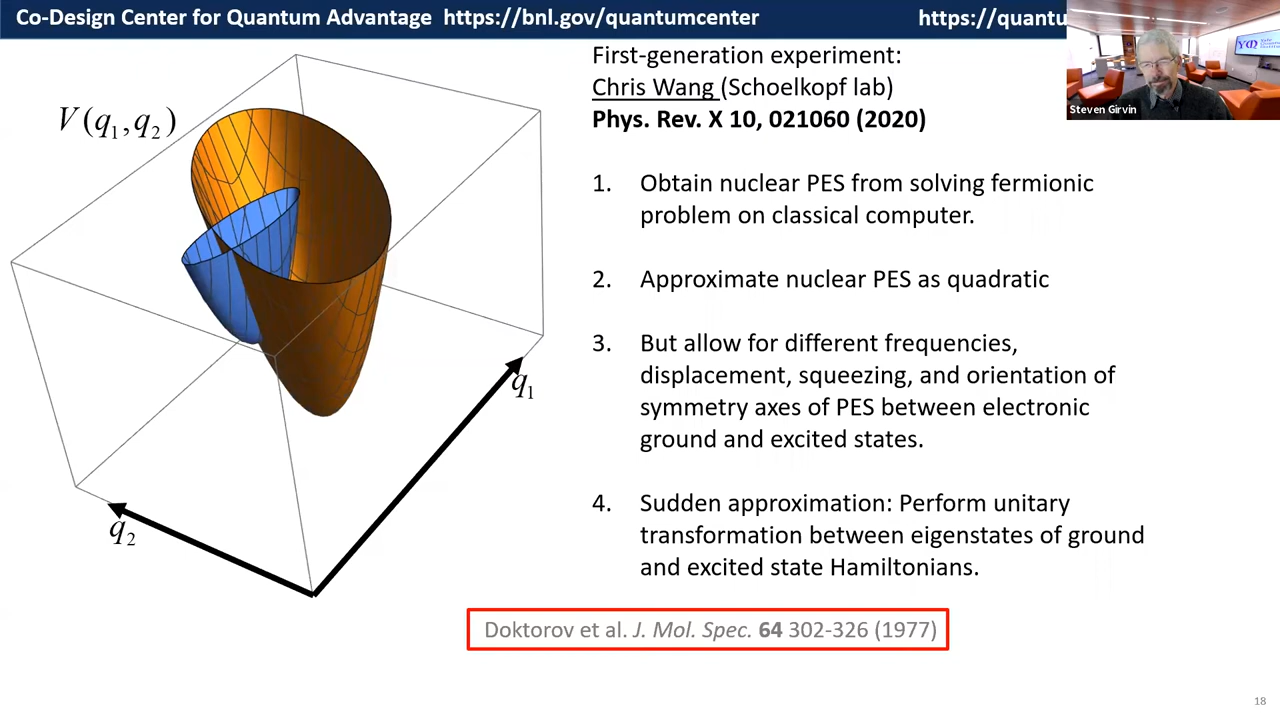 Co-Design Center for Quantum Advantage https://bnl.gov/quantumcenter https://quantu
Steven Girvin
V(q1,q2)
q1
q2
First-generation experiment:
Chris Wang (Schoelkopf lab)
Phys. Rev. X 10, 021060 (2020)
1. Obtain nuclear PES from solving fermionic
problem on classical computer.
2. Approximate nuclear PES as quadratic
3. But allow for different frequencies,
displacement, squeezing, and orientation of
symmetry axes of PES between electronic
ground and excited states.
4. Sudden approximation: Perform unitary
transformation between eigenstates of ground
and excited state Hamiltonians.
Doktorov et al. J. Mol. Spec. 64 302-326 (1977)
18